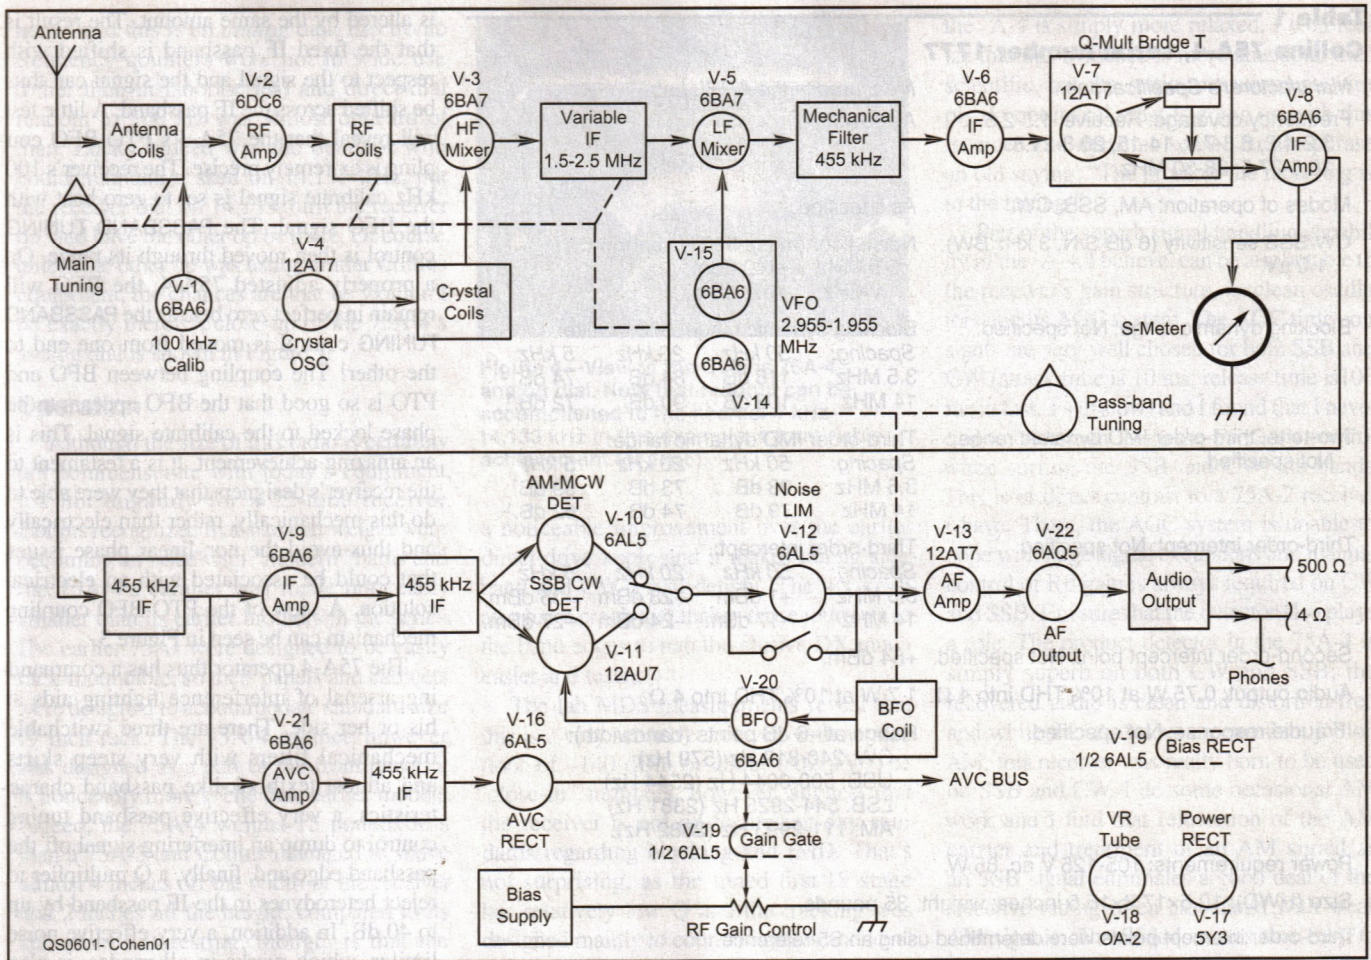 Antenna
Antenna
Coils
V-2
6DC6
RF
Amp
RF
Coils
V-3
6BA7
HF
Mixer
Variable
IF
1.5-2.5 MHz
V-5
6BA7
LF
Mixer
Mechanical
Filter
455 kHz
V-6
6BA6
IF
Amp
Q-Mult Bridge T
V-7
12AT7
V-8
6BA6
IF
Amp
Main
Tuning
V-1
6BA6
100 kHz
Calib
V-4
12AT7
Crystal
OSC
Crystal
Coils
V-15
6BA6
6BA6
V-14
VFO
2.955-1.955
MHz
S-Meter
Pass-band
Tuning
455 kHz
IF
V-9
6BA6
IF
Amp
455 kHz
IF
AM-MCW
DET
V-10
6AL5
SSB CW
DET
V-11
12AU7
Noise
LIM
V-12
6AL5
V-13
12AT7
AF
Amp
V-22
6AQ5
AF
Output
Audio
Output
500 Ω
4 Ω
Phones
V-21
6BA6
AVC
Amp
455 kHz
IF
V-16
6AL5
AVC
RECT
V-20
BFO
6BA6
BFO
Coil
AVC BUS
V-19
1/2 6AL5
Gain Gate
V-19
1/2 6AL5
Bias RECT
Bias
Supply
RF Gain Control
VR
Tube
V-18
OA-2
Power
RECT
V-17
5Y3
QS0601- Cohen01